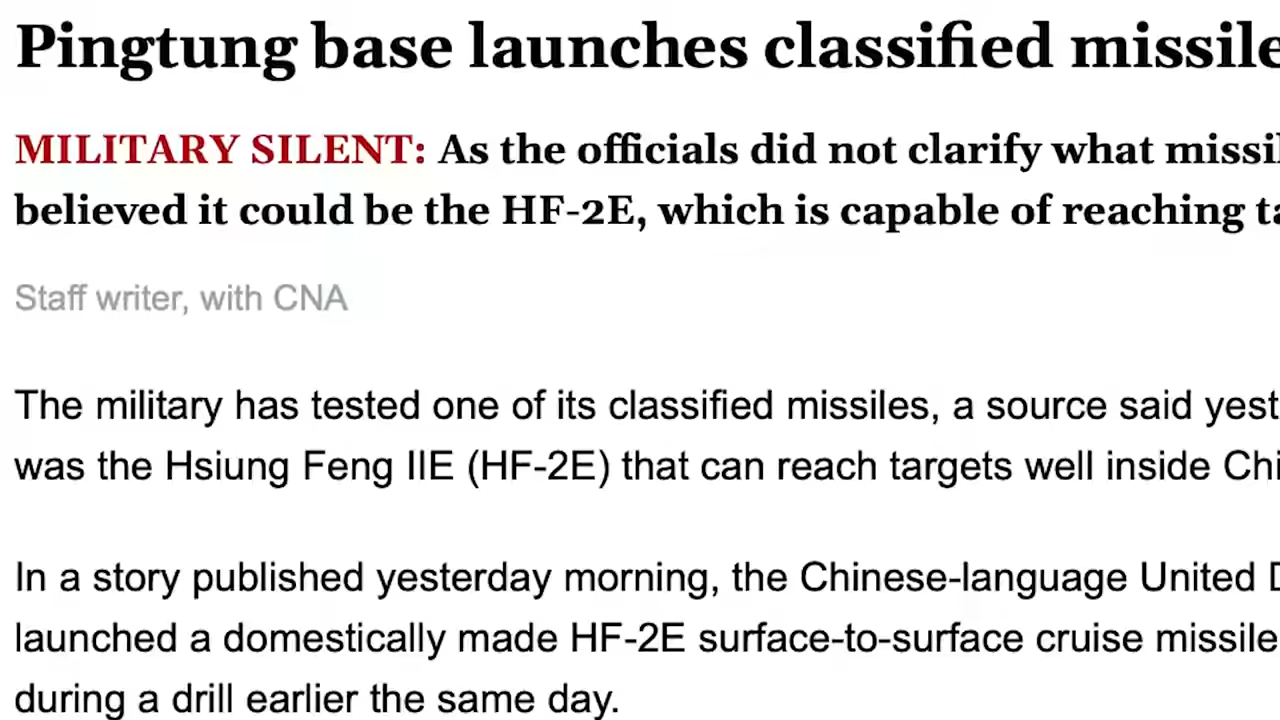 Pingtung base launches classified missile
MILITARY SILENT: As the officials did not clarify what missil
believed it could be the HF-2E, which is capable of reaching ta
Staff writer, with CNA
The military has tested one of its classified missiles, a source said yest
was the Hsiung Feng IIE (HF-2E) that can reach targets well inside Chi
In a story published yesterday morning, the Chinese-language United D
launched a domestically made HF-2E surface-to-surface cruise missile
during a drill earlier the same day.